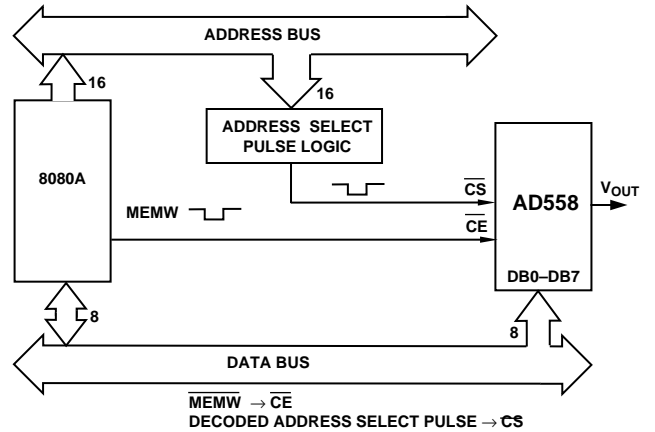 ADDRESS BUS
16
16
ADDRESS SELECT
PULSE LOGIC
8080A
MEMW
CS
CE
AD558
VOUT
DB0–DB7
8
8
DATA BUS
MEMW → CE
DECODED ADDRESS SELECT PULSE → CS